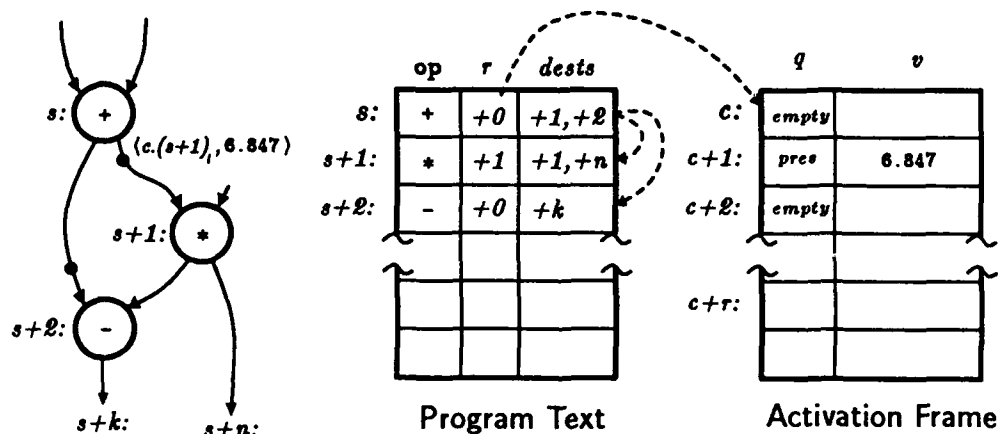 s:
+
⟨c.(s+1)ₗ, 6.847⟩
s+1:
*
s+2:
-
s+k:
s+n:
op r dests
s: + +0 +1,+2
s+1: * +1 +1,+n
s+2: - +0 +k
Program Text
q v
c: empty
c+1: pres 6.847
c+2: empty
c+r:
Activation Frame